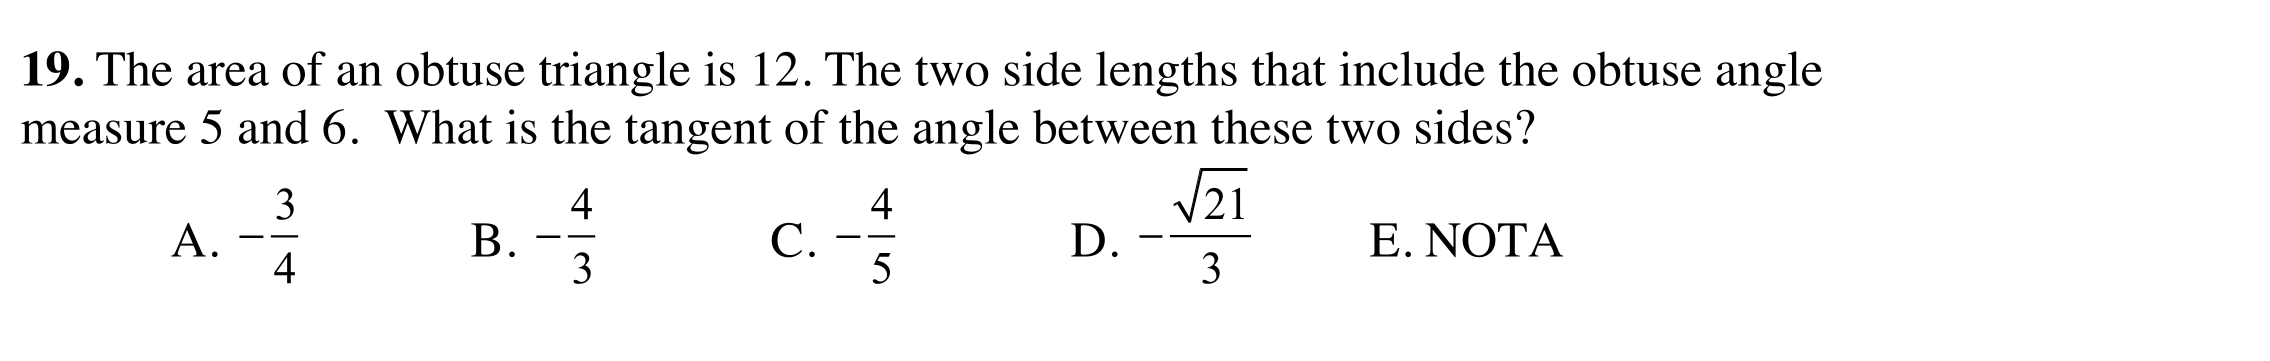 19. The area of an obtuse triangle is 12. The two side lengths that include the obtuse angle
measure 5 and 6. What is the tangent of the angle between these two sides?
A. −3/4 B. −4/3 C. −4/5 D. −√21/3 E. NOTA